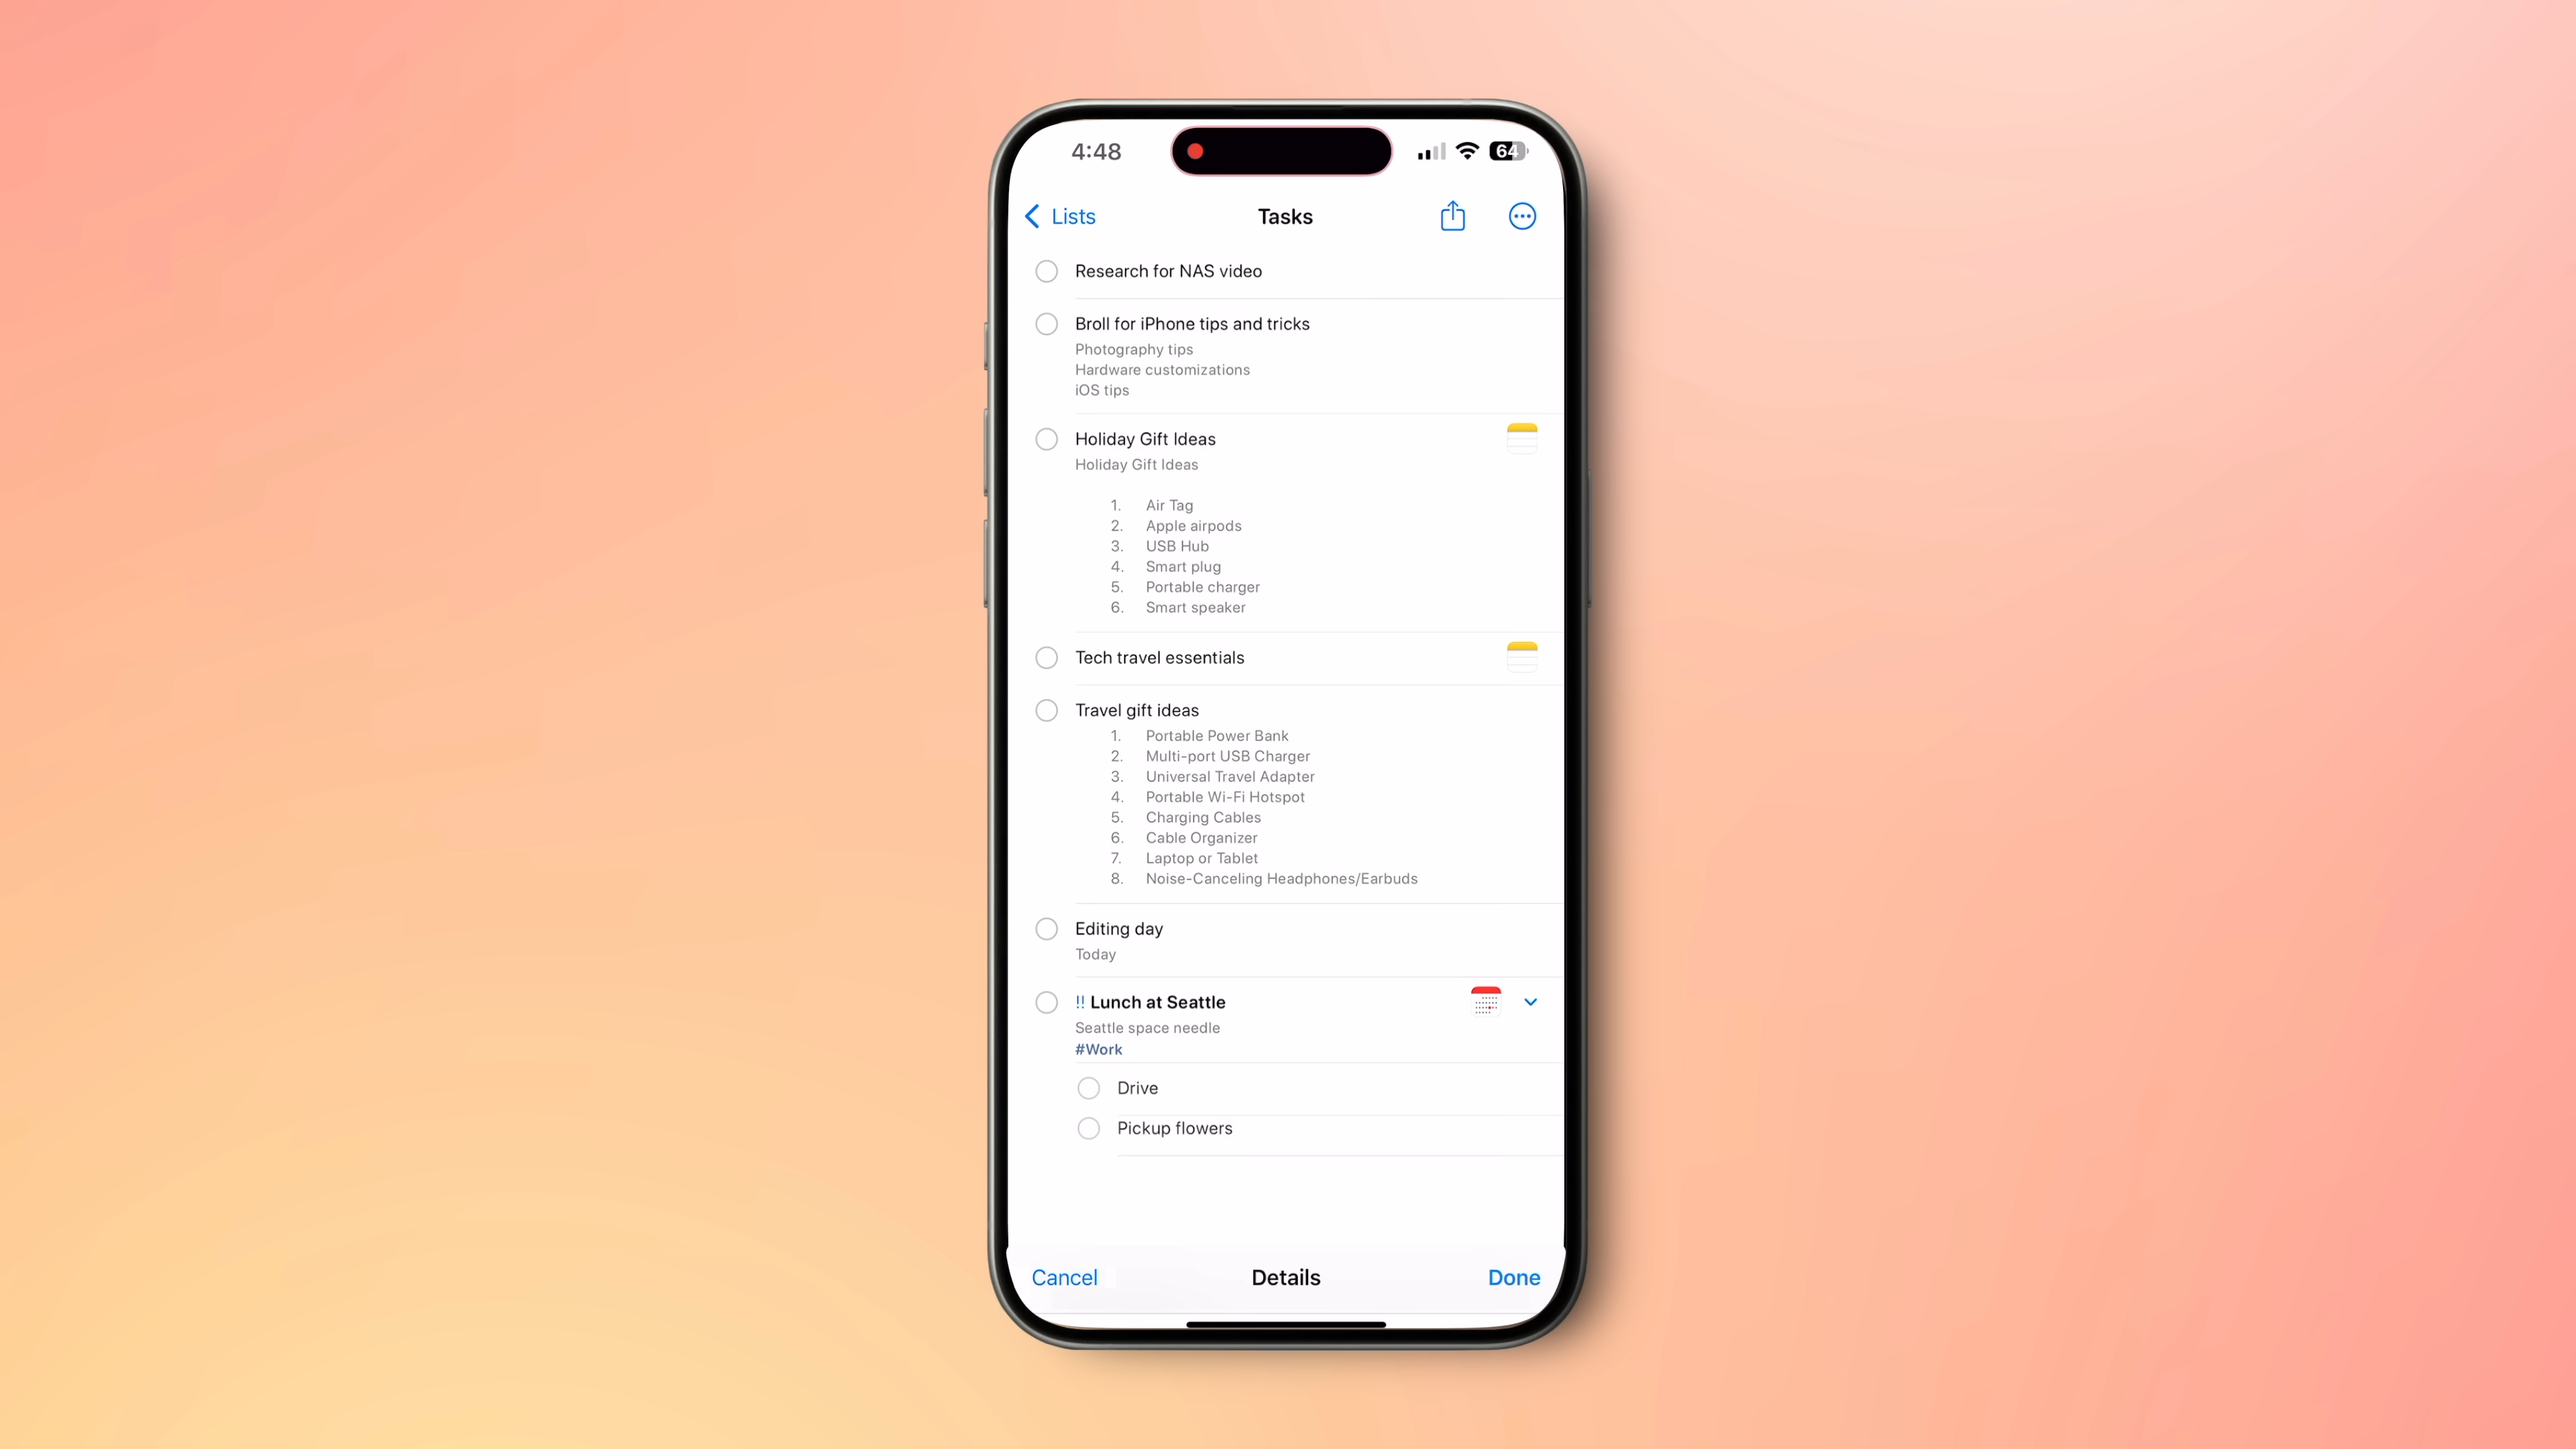 4:48
64
Lists
Tasks
Research for NAS video
Broll for iPhone tips and tricks
Photography tips
Hardware customizations
iOS tips
Holiday Gift Ideas
Holiday Gift Ideas
1. Air Tag
2. Apple airpods
3. USB Hub
4. Smart plug
5. Portable charger
6. Smart speaker
Tech travel essentials
Travel gift ideas
1. Portable Power Bank
2. Multi-port USB Charger
3. Universal Travel Adapter
4. Portable Wi-Fi Hotspot
5. Charging Cables
6. Cable Organizer
7. Laptop or Tablet
8. Noise-Canceling Headphones/Earbuds
Editing day
Today
!! Lunch at Seattle
Seattle space needle
#Work
Drive
Pickup flowers
Cancel
Details
Done